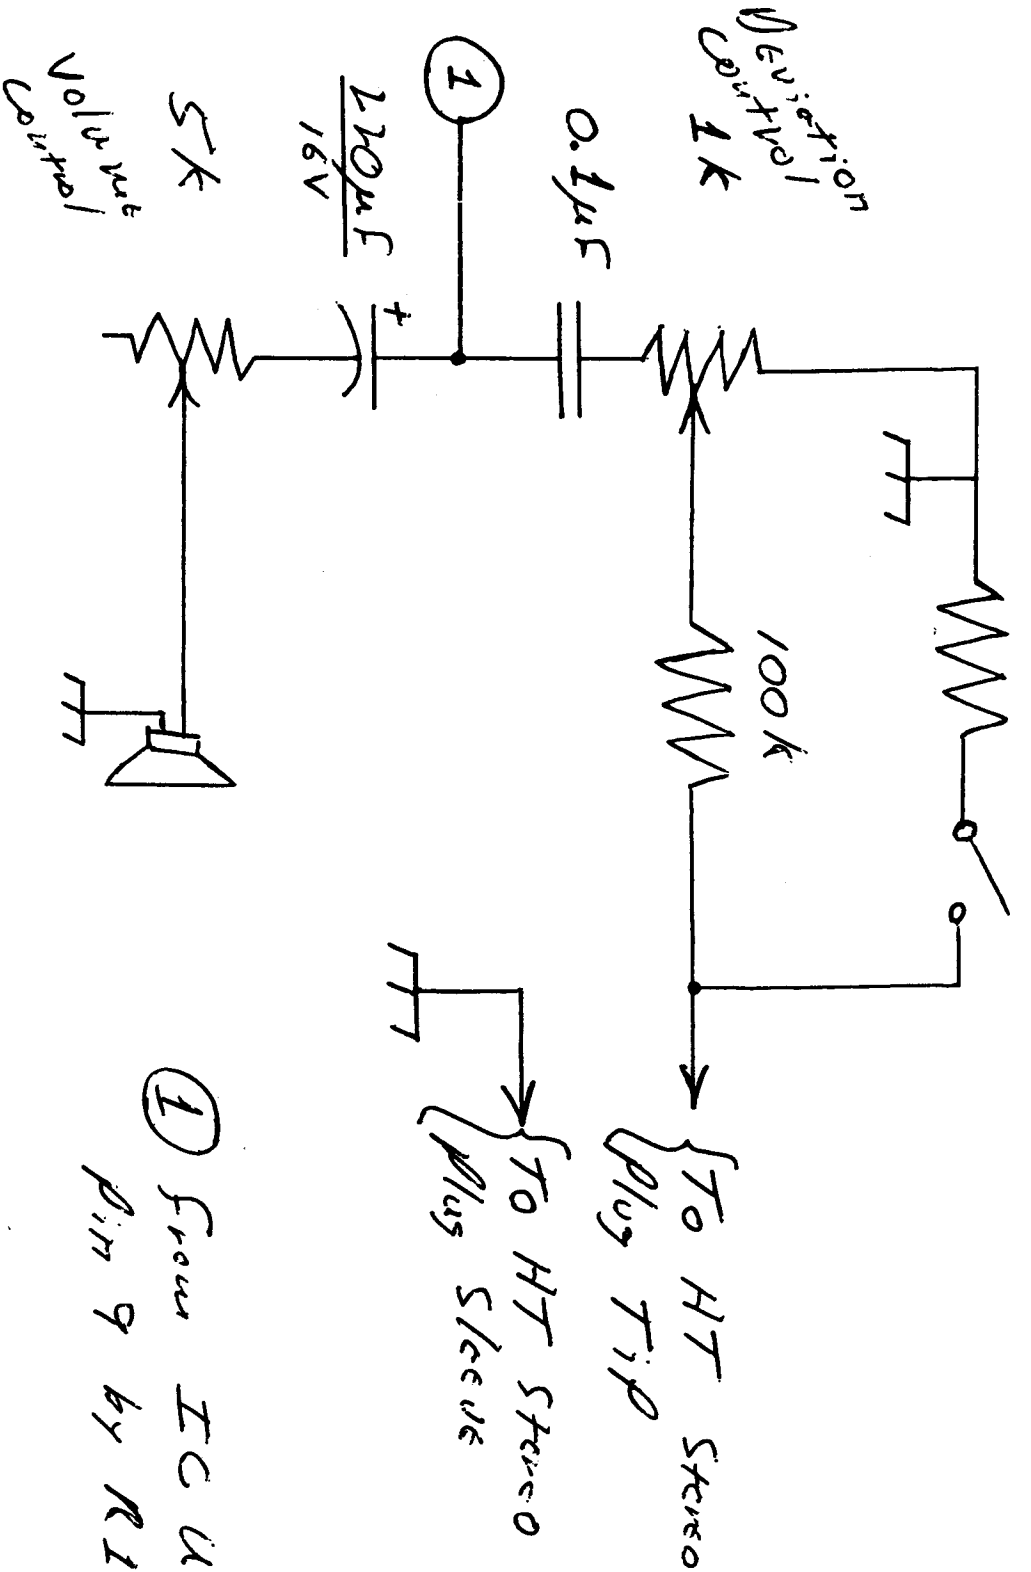 Deviation
Control
1K
0.1µF
1
220µF
16V
5K
Volume
Control
100k
To HT Stereo
Plug Tip
To HT Stereo
Plug Sleeve
1 From IC U
Pin 9 by R1